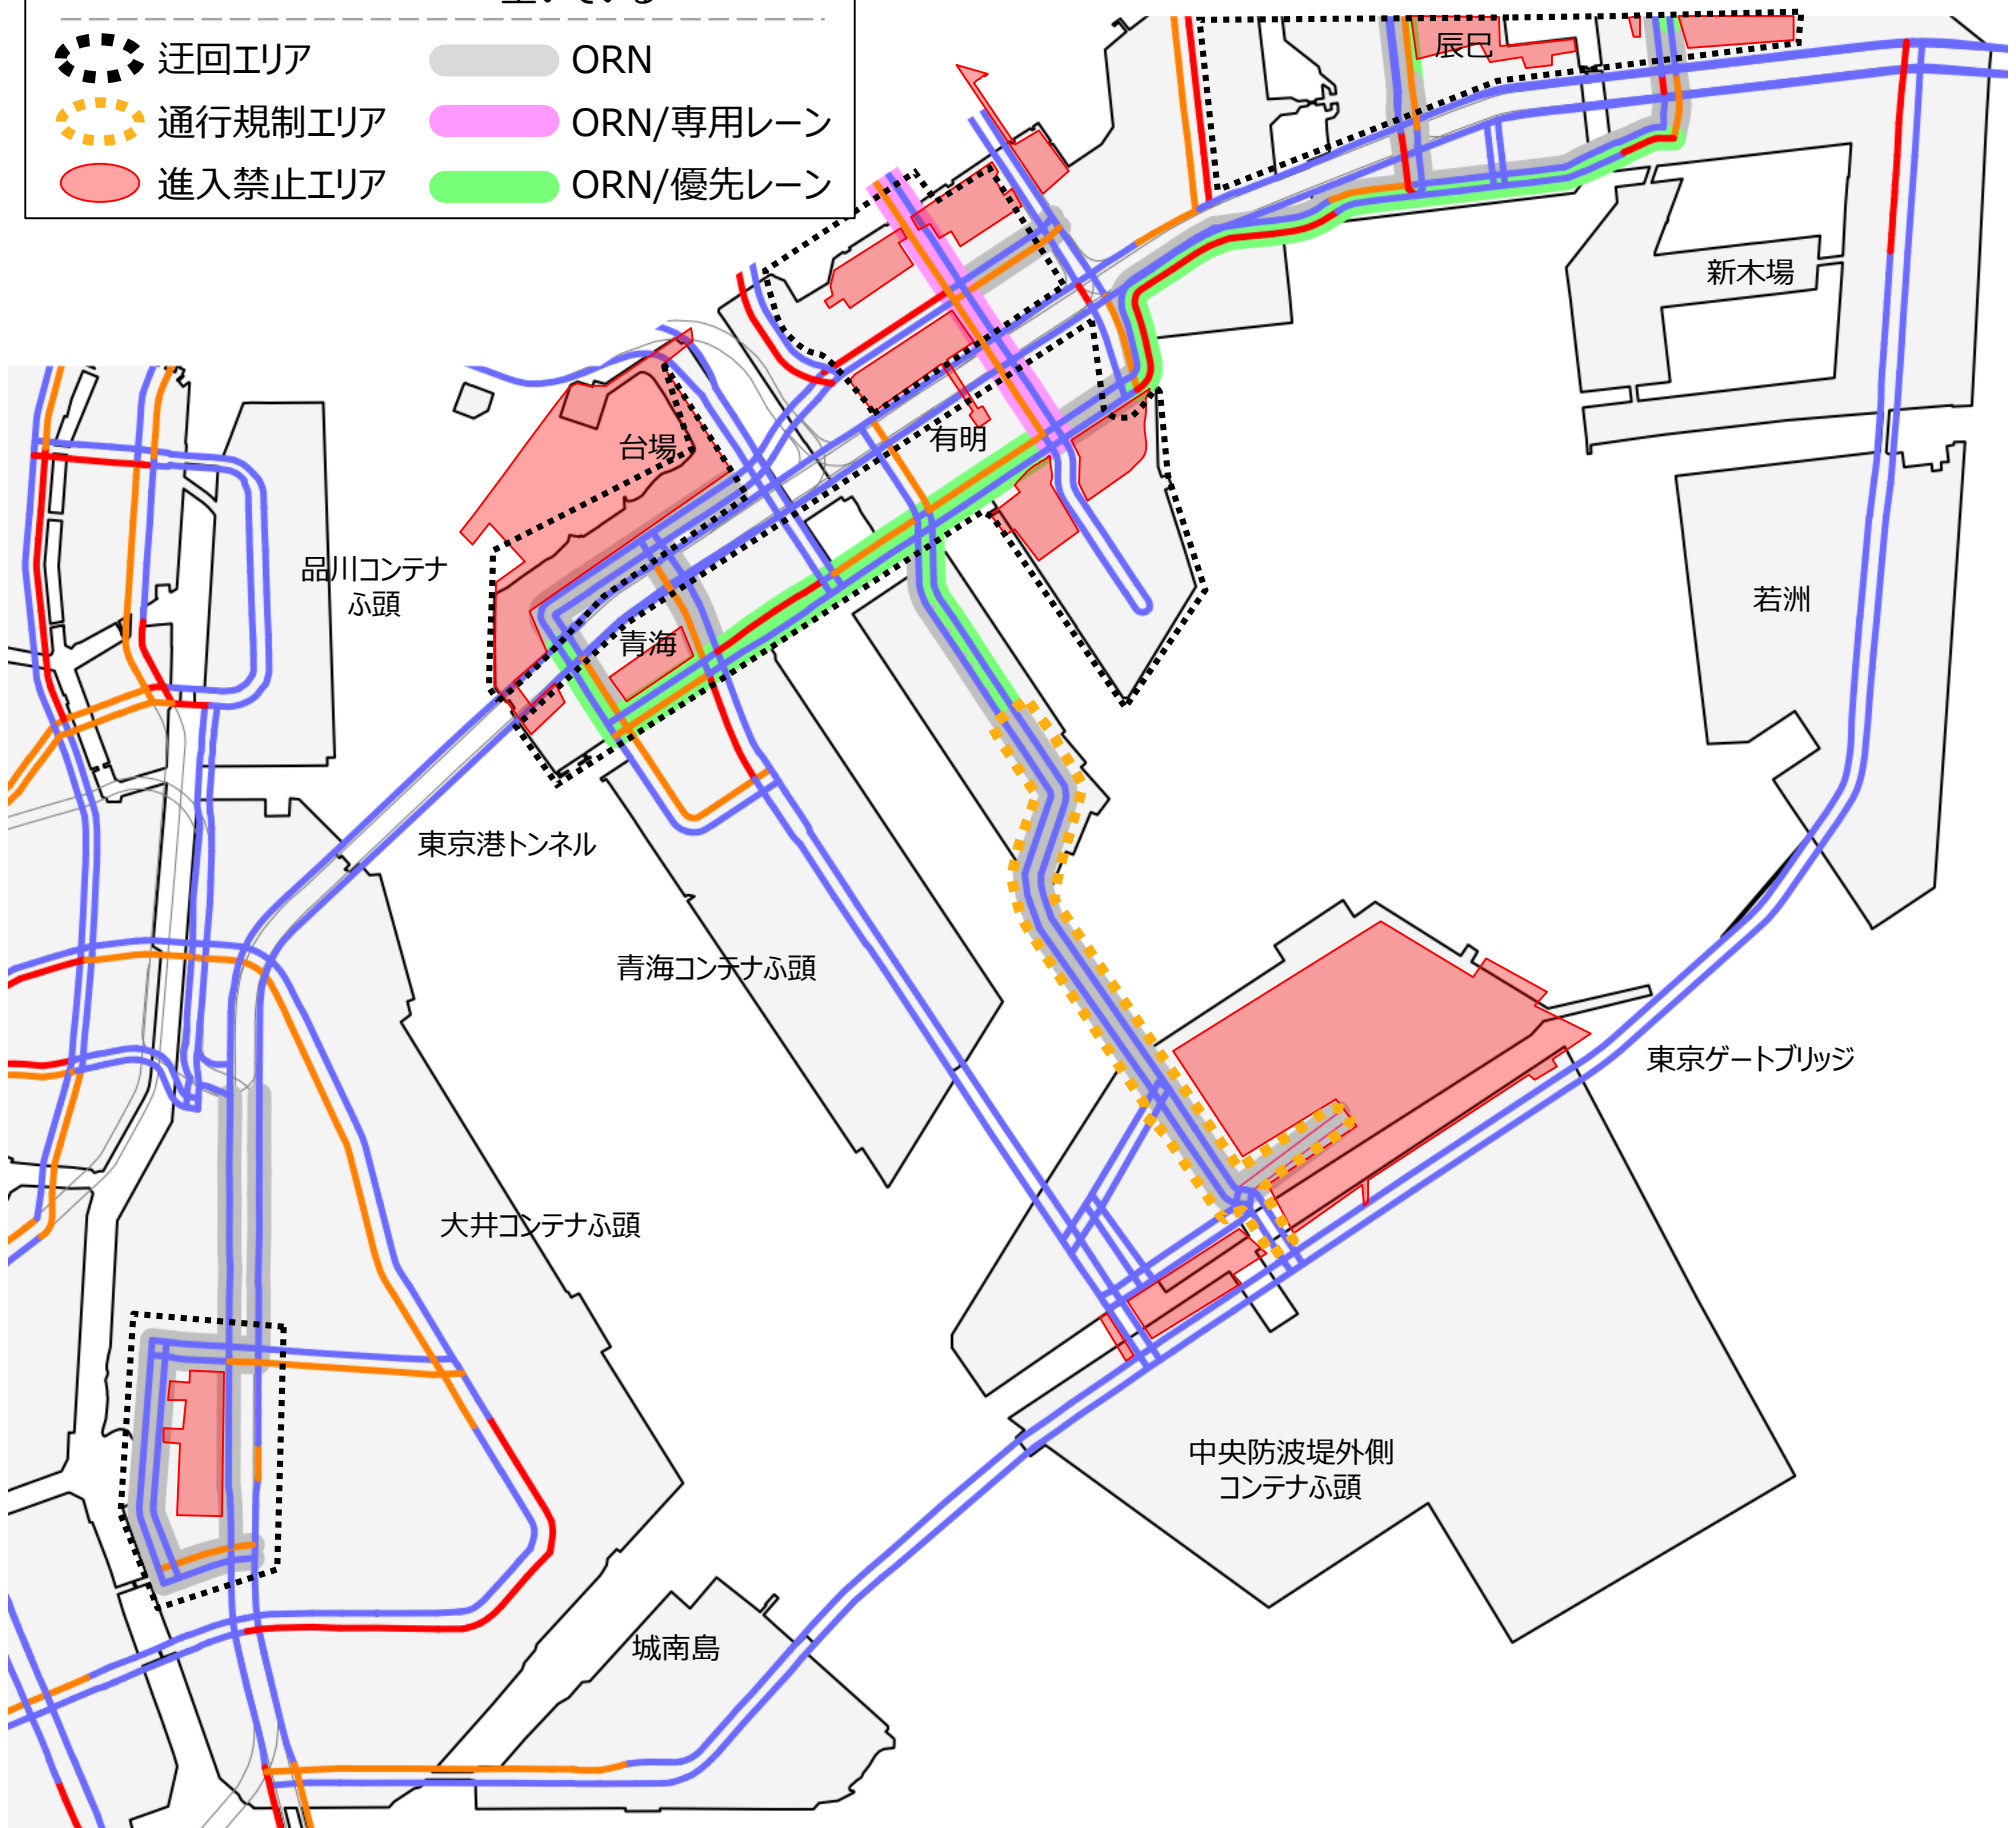 空いている
迂回エリア
ORN
通行規制エリア
ORN/専用レーン
進入禁止エリア
ORN/優先レーン
辰巳
新木場
有明
台場
品川コンテナ
ふ頭
青海
若洲
東京港トンネル
青海コンテナふ頭
東京ゲートブリッジ
大井コンテナふ頭
中央防波堤外側
コンテナふ頭
城南島